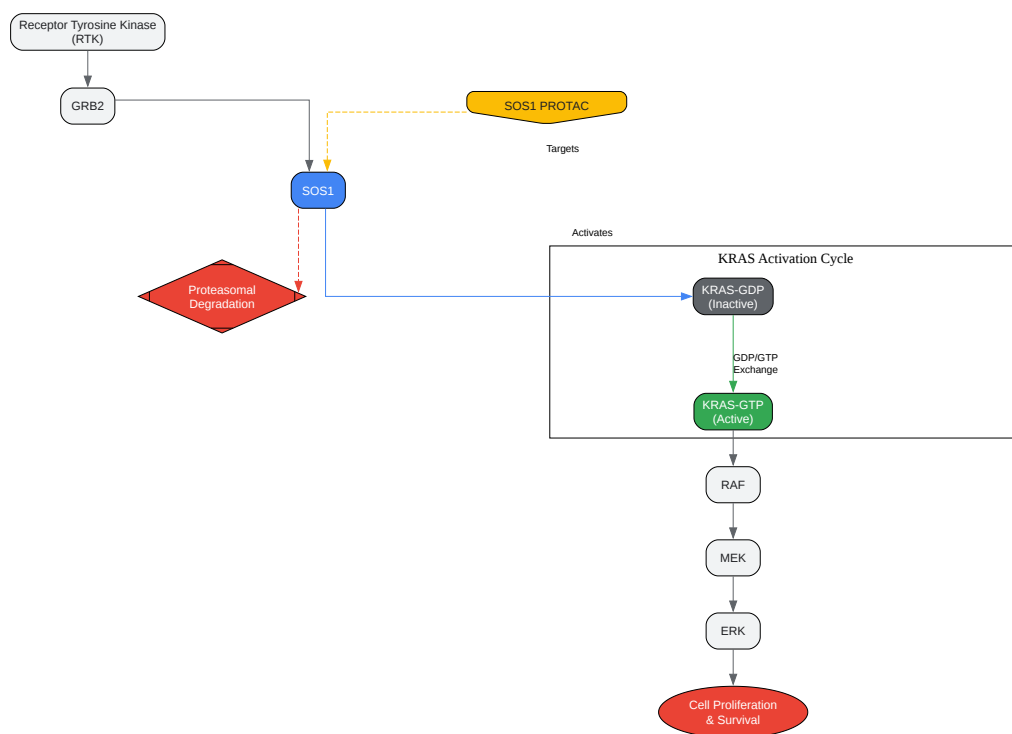 Receptor Tyrosine Kinase
(RTK)
GRB2
SOS1 PROTAC
Targets
SOS1
Activates
KRAS Activation Cycle
Proteasomal
Degradation
KRAS-GDP
(Inactive)
GDP/GTP
Exchange
KRAS-GTP
(Active)
RAF
MEK
ERK
Cell Proliferation
& Survival